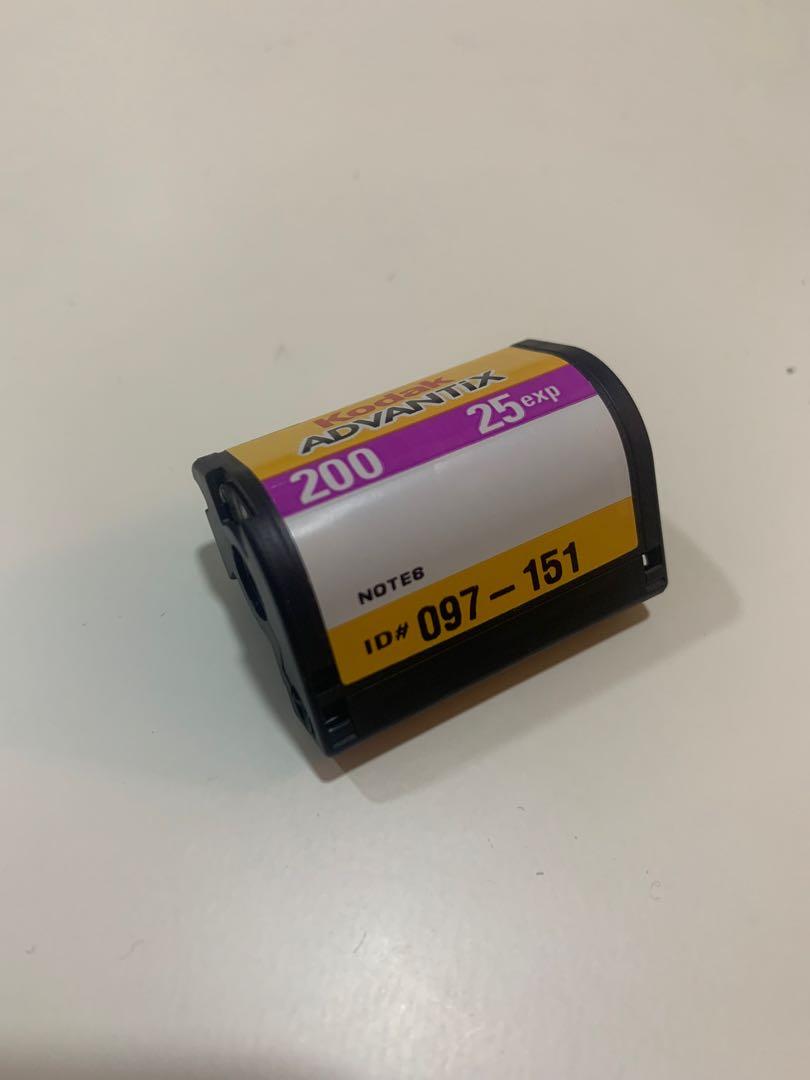 Kodak
ADVANTiX
200 25exp
NOTES
ID# 097-151